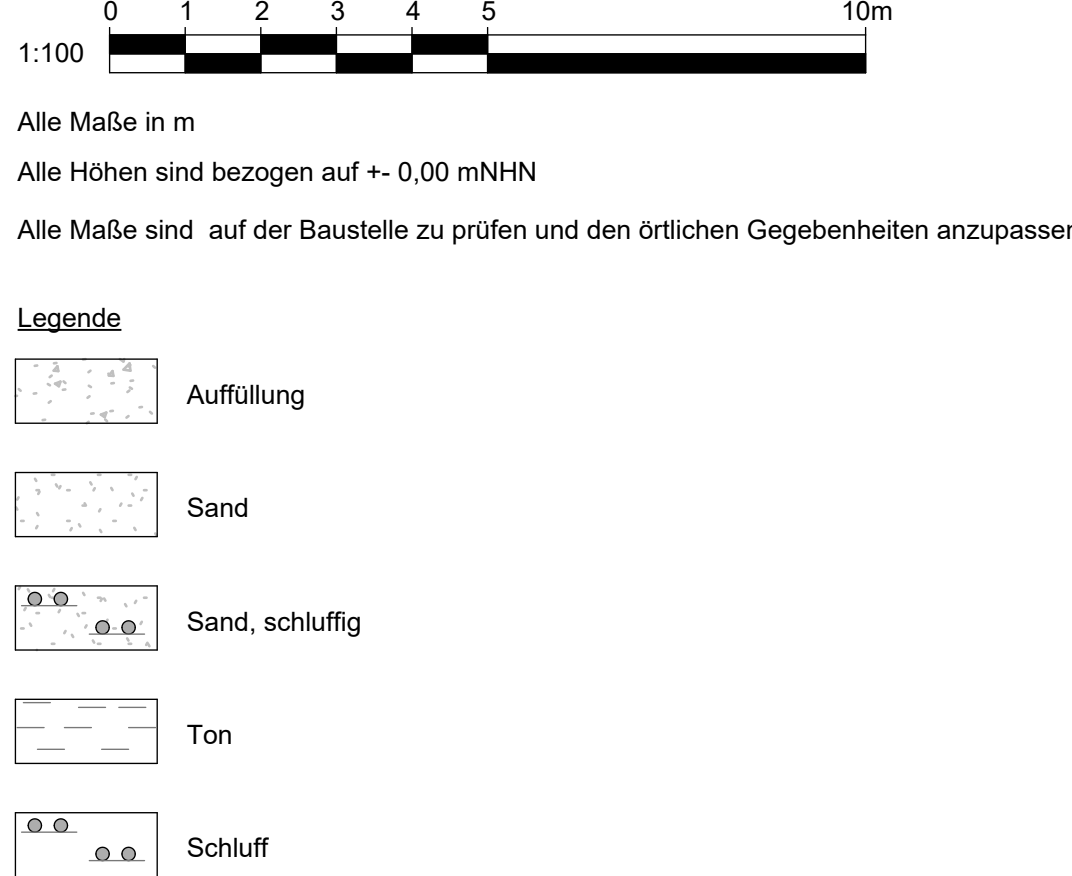 0 1 2 3 4 5 10m
1:100
Alle Maße in m
Alle Höhen sind bezogen auf +- 0,00 mNHN
Alle Maße sind auf der Baustelle zu prüfen und den örtlichen Gegebenheiten anzupassen
Legende
Auffüllung
Sand
Sand, schluffig
Ton
Schluff